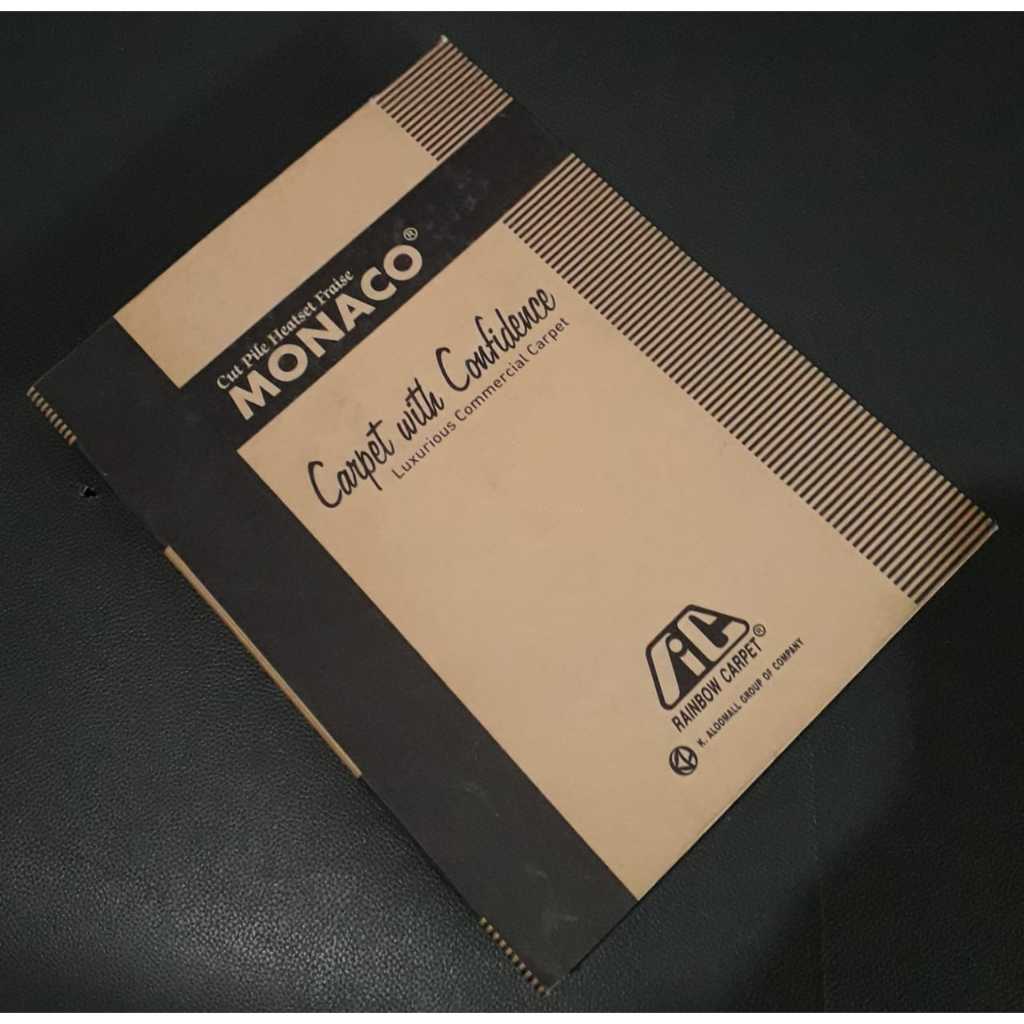 Cut Pile Heatset Fraise
MONACO®
Carpet with Confidence
Luxurious Commercial Carpet
RAINBOW CARPET®
K. ALOOMALL GROUP OF COMPANY